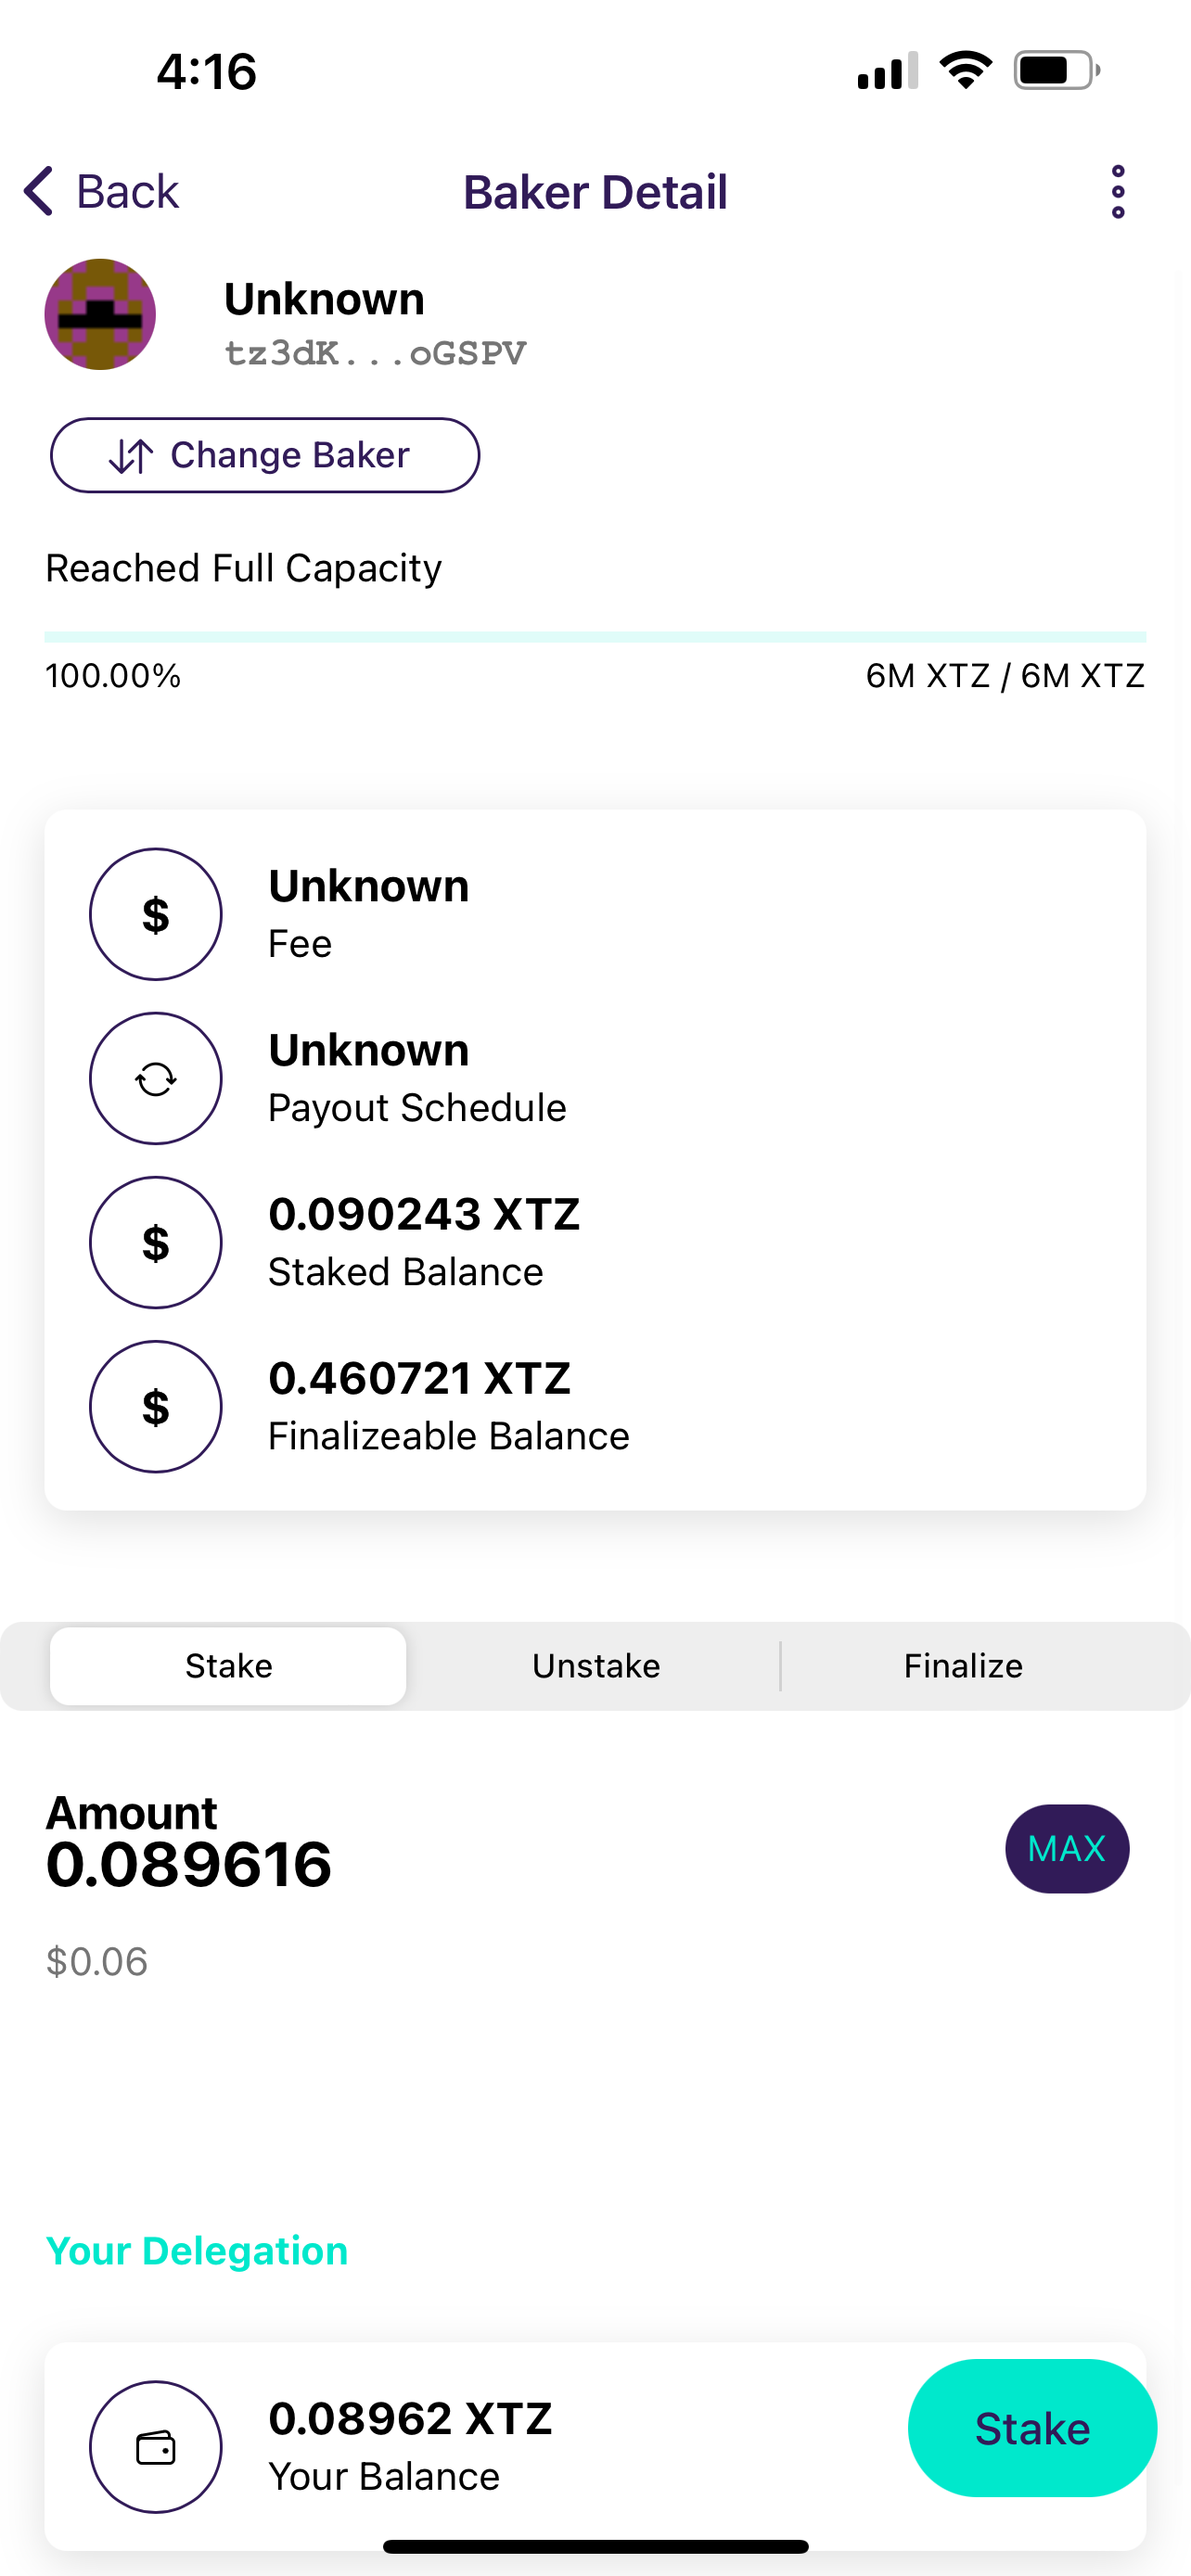 4:16
Back
Baker Detail
Unknown
tz3dK...oGSPV
Change Baker
Reached Full Capacity
100.00%
6M XTZ / 6M XTZ
$
Unknown
Fee
Unknown
Payout Schedule
$
0.090243 XTZ
Staked Balance
$
0.460721 XTZ
Finalizeable Balance
Stake
Unstake
Finalize
Amount
0.089616
MAX
$0.06
Your Delegation
0.08962 XTZ
Your Balance
Stake